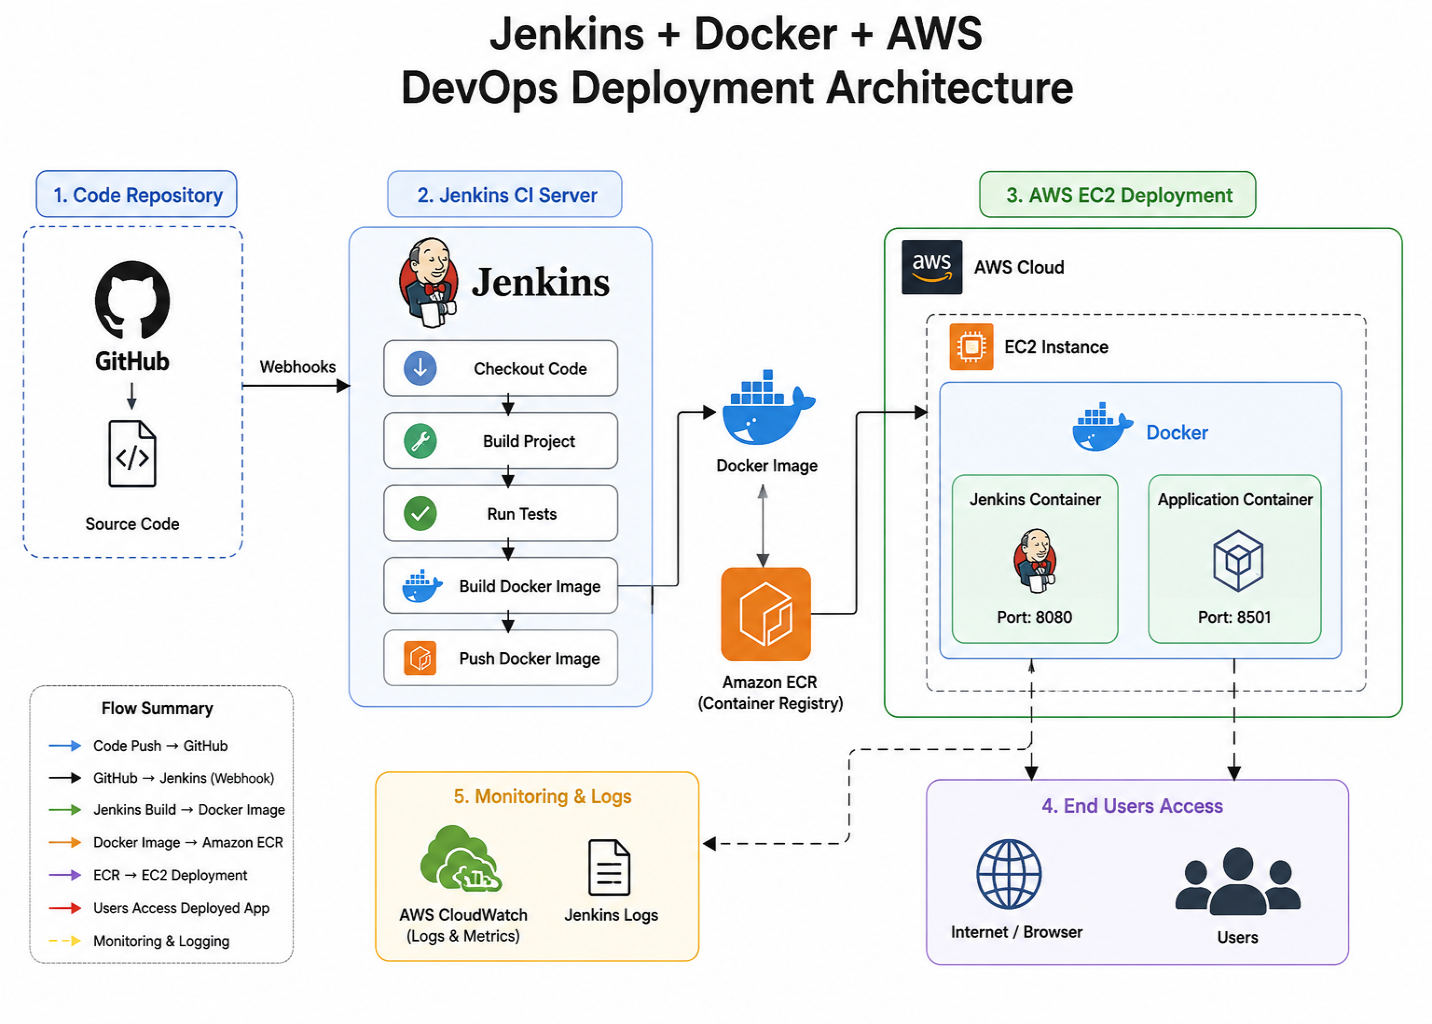 Jenkins + Docker + AWS
DevOps Deployment Architecture
1. Code Repository
GitHub
Source Code
Webhooks
2. Jenkins CI Server
Jenkins
Checkout Code
Build Project
Run Tests
Build Docker Image
Push Docker Image
Docker Image
Amazon ECR
(Container Registry)
3. AWS EC2 Deployment
aws
AWS Cloud
EC2 Instance
Docker
Jenkins Container
Port: 8080
Application Container
Port: 8501
Flow Summary
Code Push → GitHub
GitHub → Jenkins (Webhook)
Jenkins Build → Docker Image
Docker Image → Amazon ECR
ECR → EC2 Deployment
Users Access Deployed App
Monitoring & Logging
5. Monitoring & Logs
AWS CloudWatch
(Logs & Metrics)
Jenkins Logs
4. End Users Access
Internet / Browser
Users